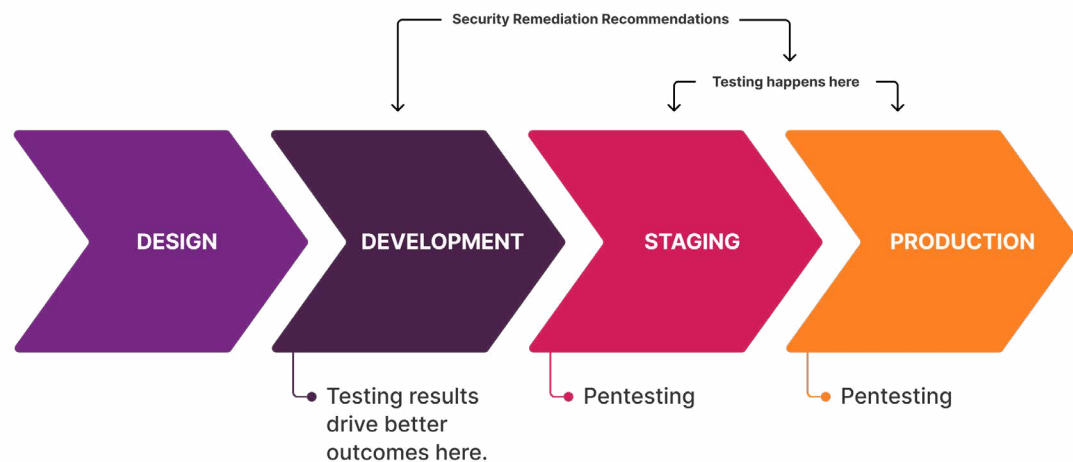 Security Remediation Recommendations
Testing happens here
DESIGN
DEVELOPMENT
STAGING
PRODUCTION
Testing results
drive better
outcomes here.
Pentesting
Pentesting